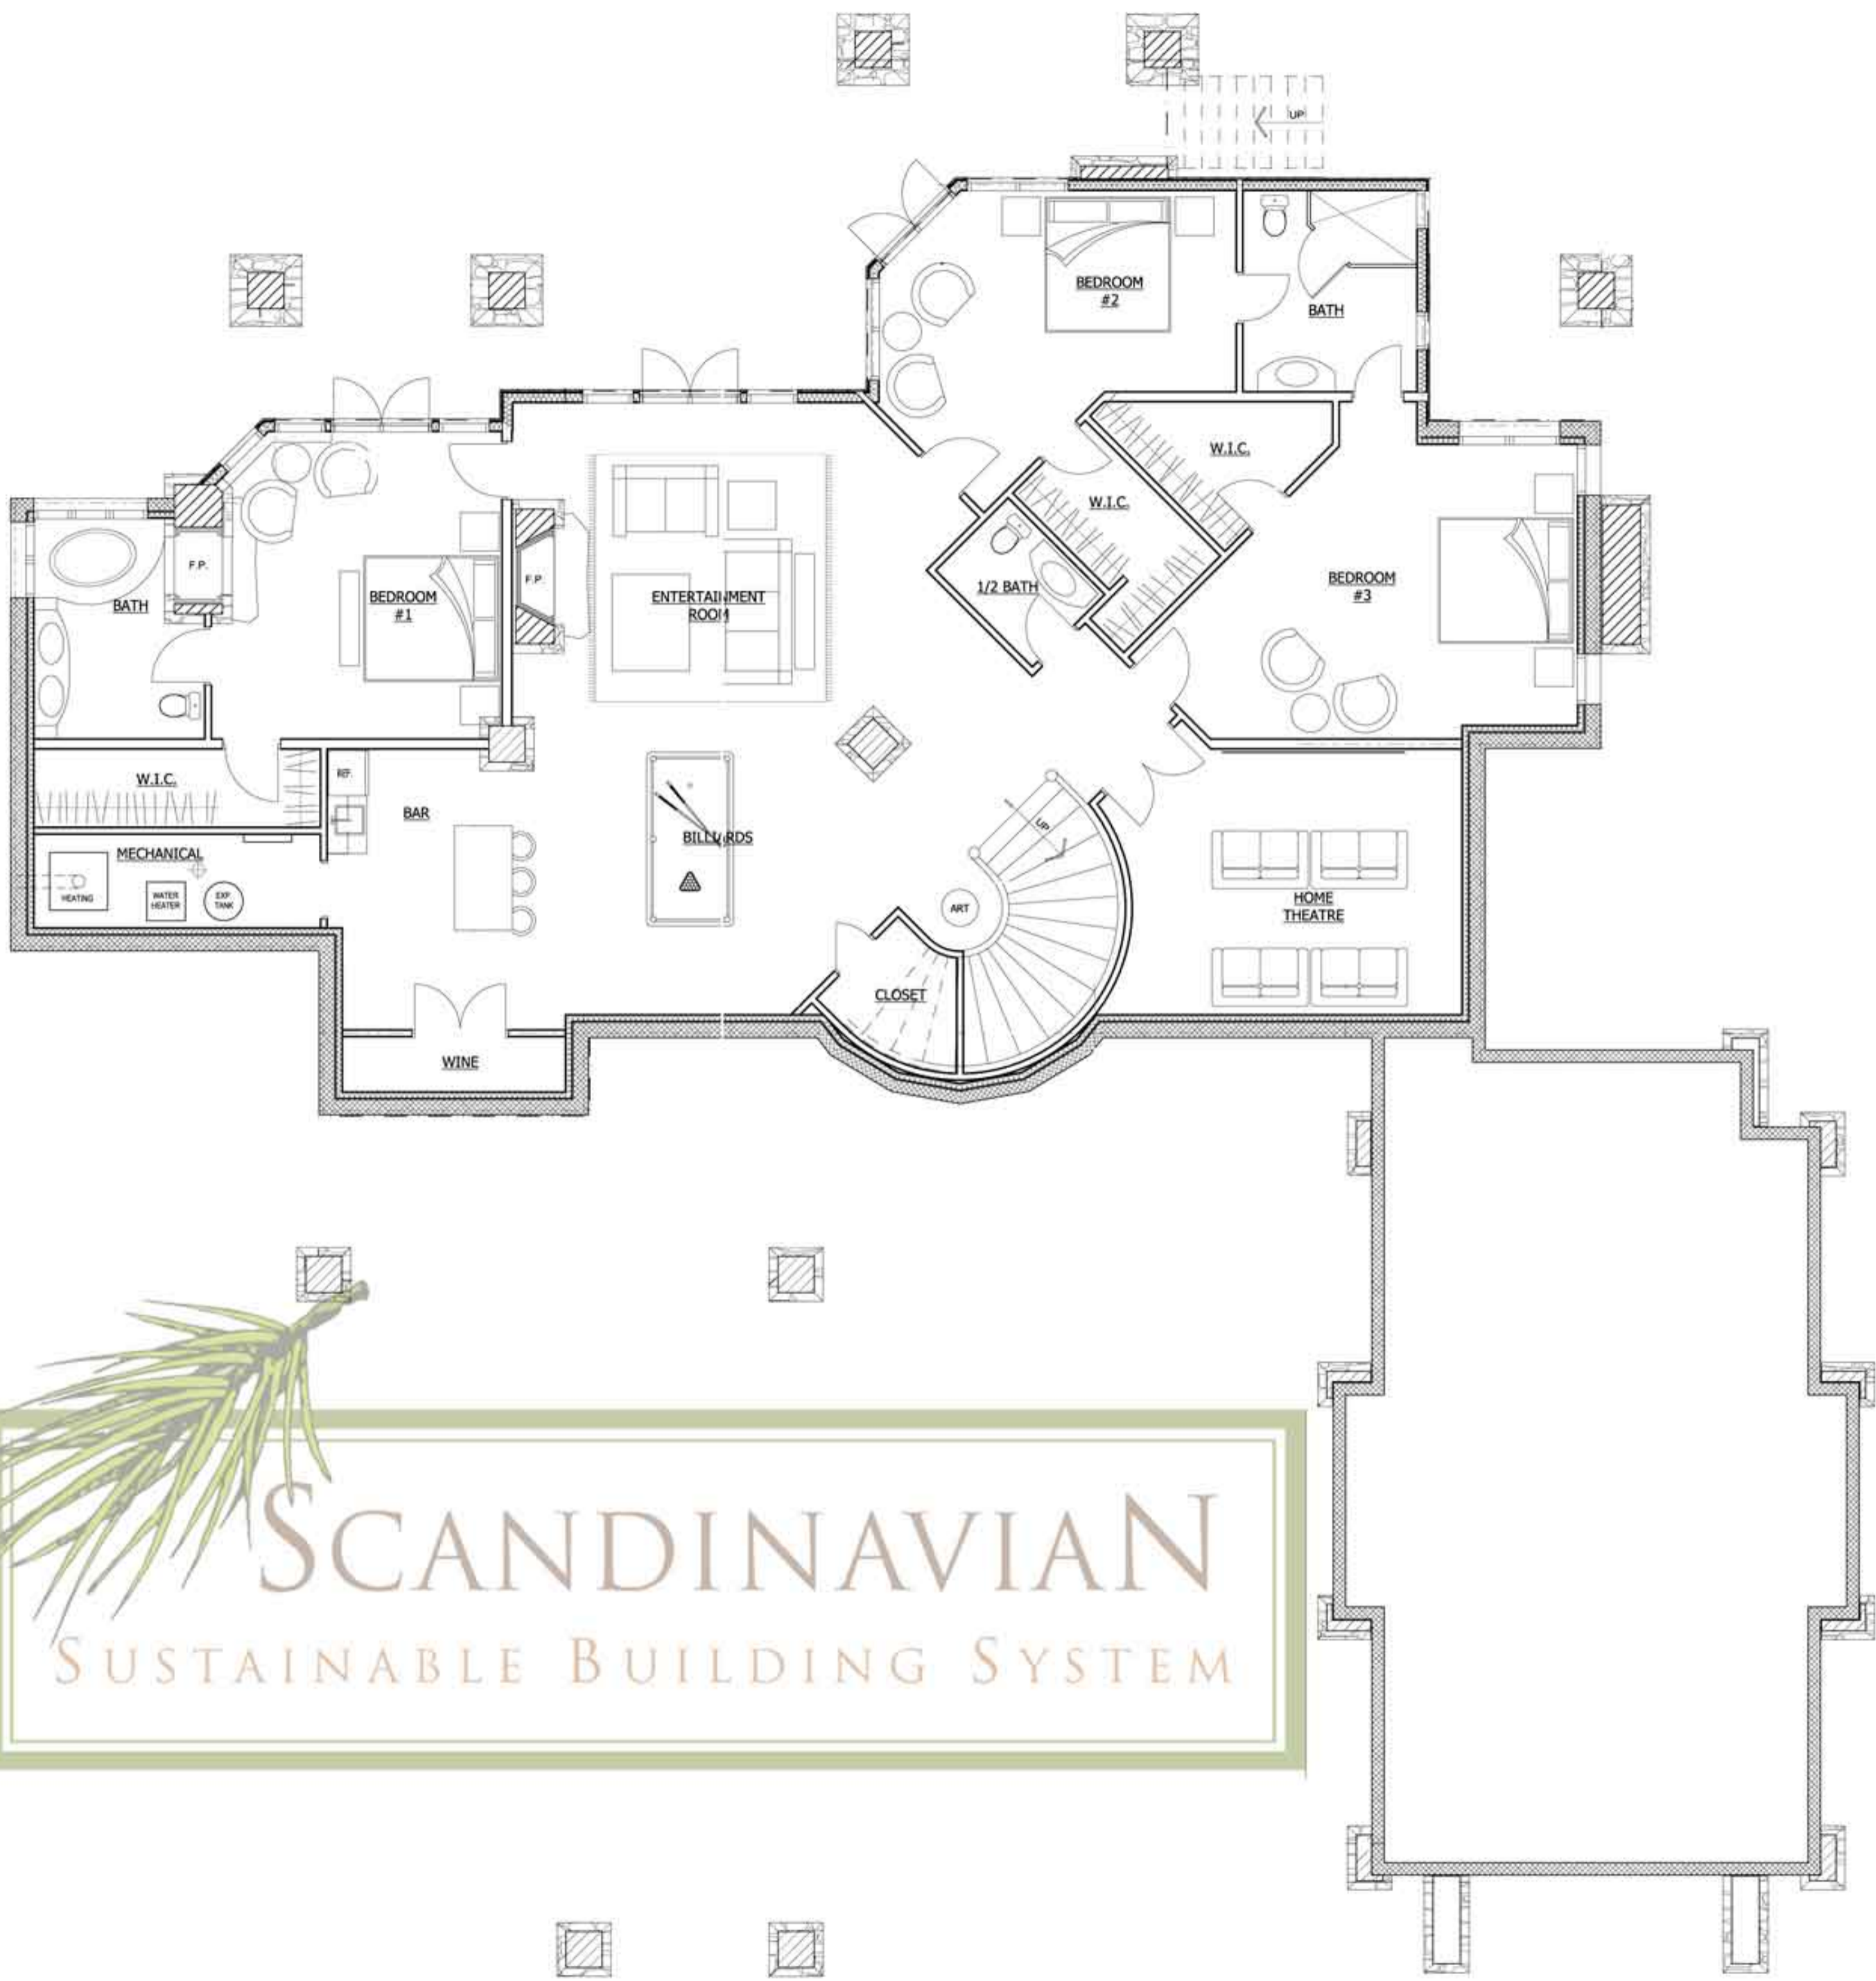 UP
BEDROOM
#2
BATH
W.I.C.
W.I.C.
F.P.
BATH
BEDROOM
#1
F.P.
ENTERTAINMENT
ROOM
1/2 BATH
BEDROOM
#3
W.I.C.
REF.
BAR
BILLIARDS
UP
MECHANICAL
HEATING
WATER
HEATER
EXP.
TANK
ART
HOME
THEATRE
CLOSET
WINE
SCANDINAVIAN
SUSTAINABLE BUILDING SYSTEM